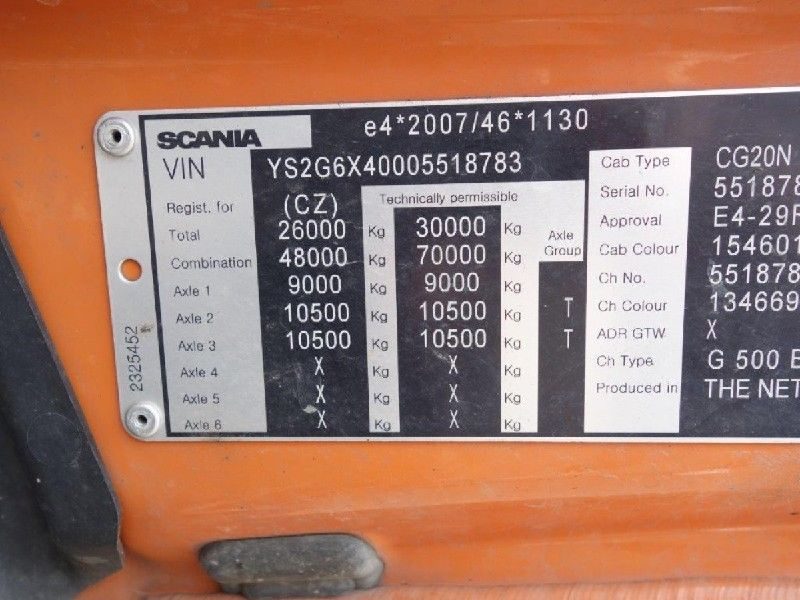 SCANIA e4*2007/46*1130
VIN YS2G6X40005518783 Cab Type CG20N
Regist. for (CZ) Technically permissible Serial No. 551878
Total 26000 Kg 30000 Kg Axle Group Approval E4-29
Combination 48000 Kg 70000 Kg Cab Colour 154601
Axle 1 9000 Kg 9000 Kg Ch No. 551878
Axle 2 10500 Kg 10500 Kg T Ch Colour 134669
Axle 3 10500 Kg 10500 Kg T ADR GTW X
Axle 4 X Kg X Kg Ch Type G 500 
Axle 5 X Kg X Kg Produced in THE NET
Axle 6 X Kg X Kg
2325452